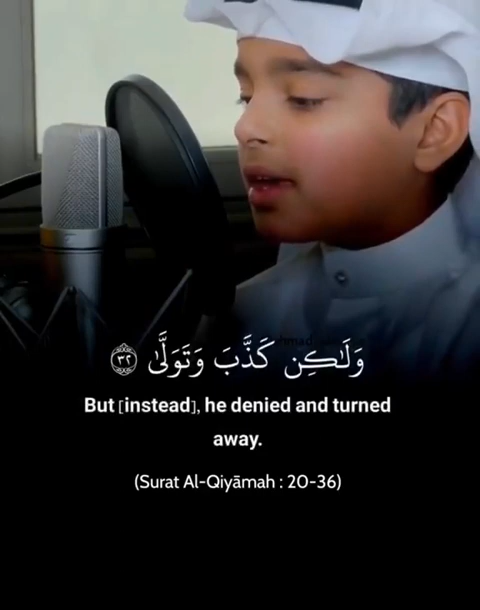 وَلَٰكِن كَذَّبَ وَتَوَلَّىٰ ٣٢
But [instead], he denied and turned
away.
(Surat Al-Qiyāmah : 20-36)